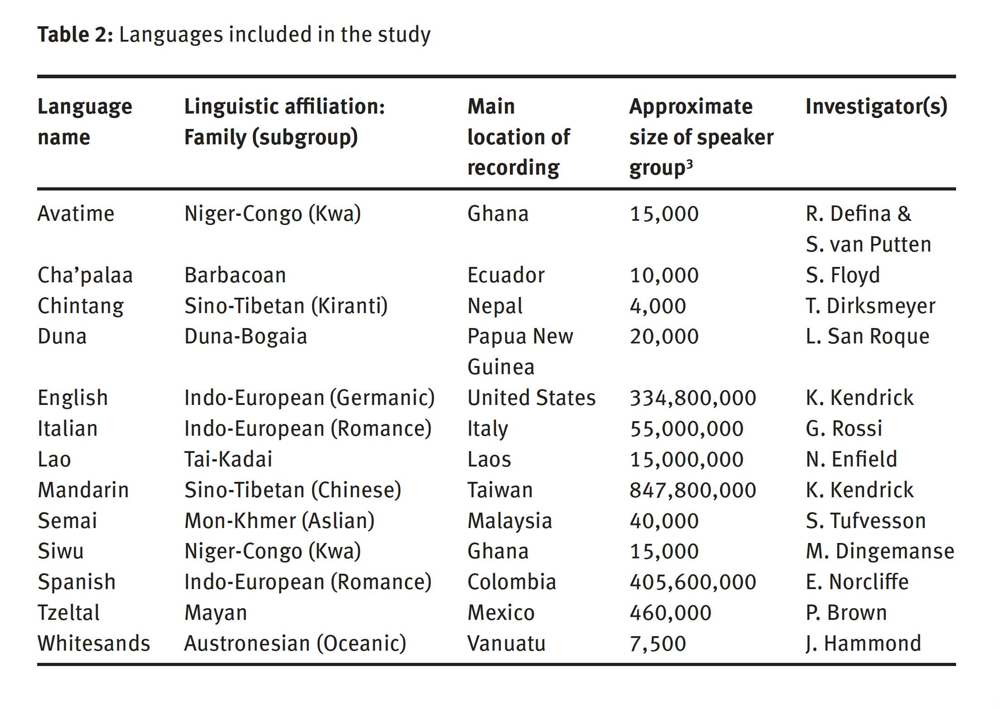 Table 2: Languages included in the study
Language name	Linguistic affiliation: Family (subgroup)	Main location of recording	Approximate size of speaker group³	Investigator(s)
Avatime	Niger-Congo (Kwa)	Ghana	15,000	R. Defina & S. van Putten
Cha’palaa	Barbacoan	Ecuador	10,000	S. Floyd
Chintang	Sino-Tibetan (Kiranti)	Nepal	4,000	T. Dirksmeyer
Duna	Duna-Bogaia	Papua New Guinea	20,000	L. San Roque
English	Indo-European (Germanic)	United States	334,800,000	K. Kendrick
Italian	Indo-European (Romance)	Italy	55,000,000	G. Rossi
Lao	Tai-Kadai	Laos	15,000,000	N. Enfield
Mandarin	Sino-Tibetan (Chinese)	Taiwan	847,800,000	K. Kendrick
Semai	Mon-Khmer (Aslian)	Malaysia	40,000	S. Tufvesson
Siwu	Niger-Congo (Kwa)	Ghana	15,000	M. Dingemanse
Spanish	Indo-European (Romance)	Colombia	405,600,000	E. Norcliffe
Tzeltal	Mayan	Mexico	460,000	P. Brown
Whitesands	Austronesian (Oceanic)	Vanuatu	7,500	J. Hammond